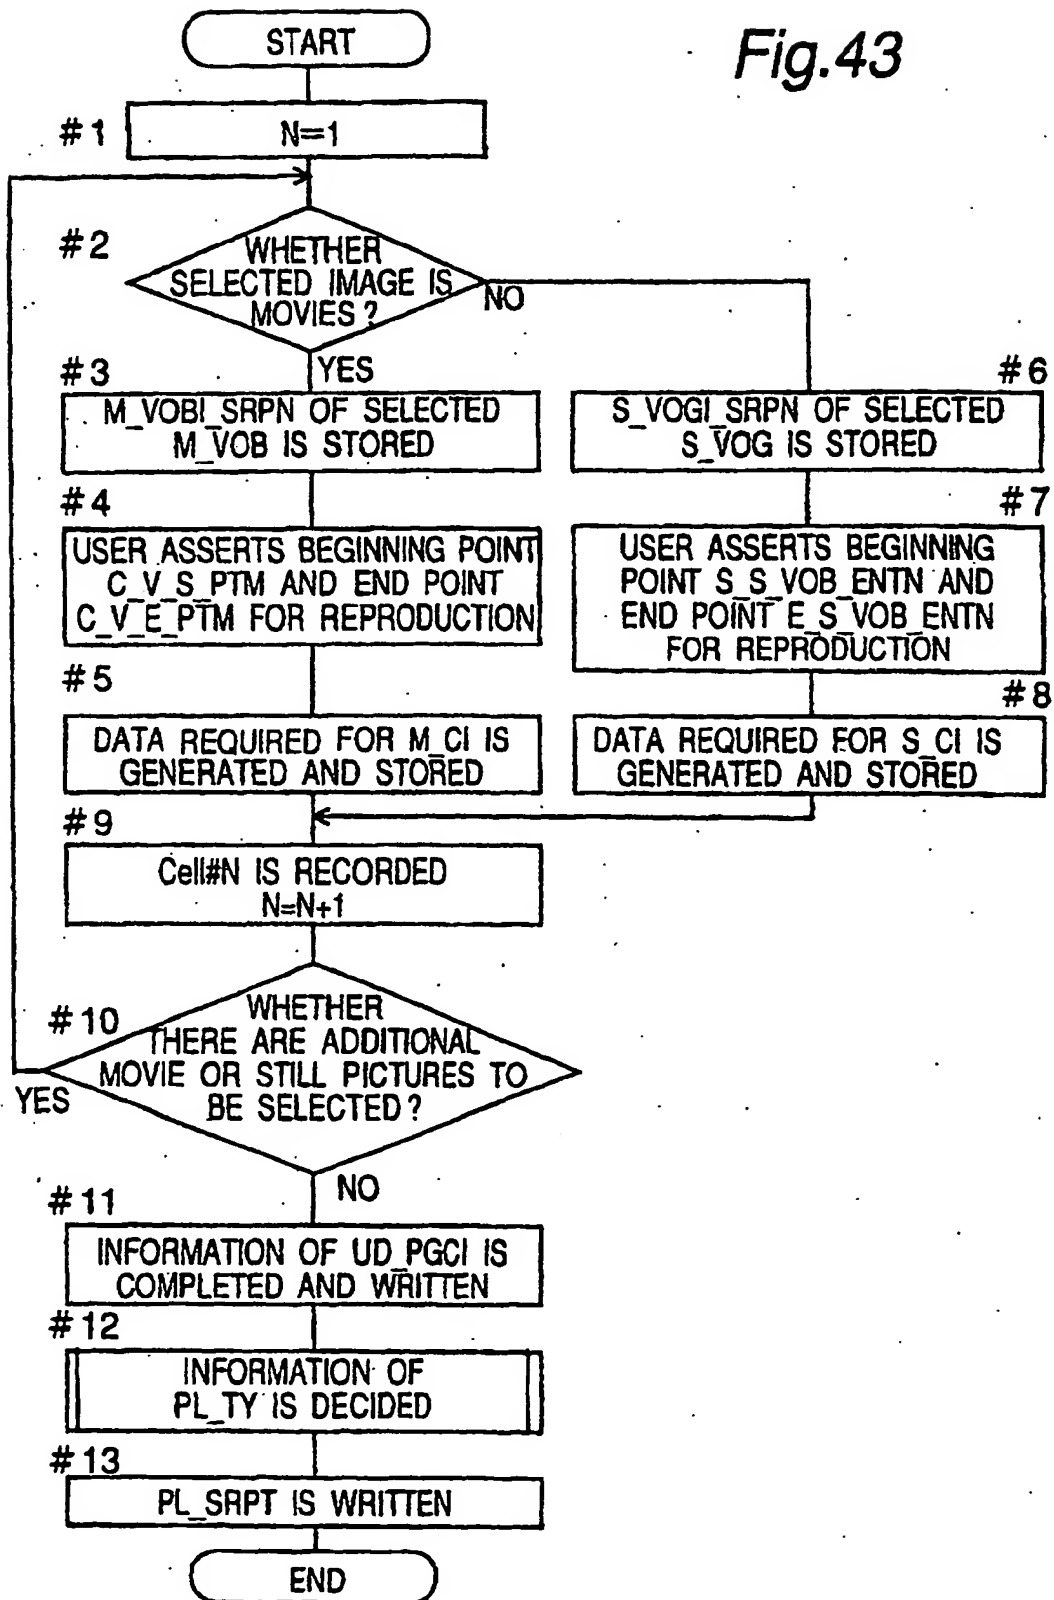 Fig.43
START
#1
N=1
#2
WHETHER
SELECTED IMAGE IS
MOVIES?
NO
YES
#3
M_VOBI_SRPN OF SELECTED
M_VOB IS STORED
#4
USER ASSERTS BEGINNING POINT
C_V_S_PTM AND END POINT
C_V_E_PTM FOR REPRODUCTION
#5
DATA REQUIRED FOR M_CI IS
GENERATED AND STORED
#6
S_VOGI_SRPN OF SELECTED
S_VOG IS STORED
#7
USER ASSERTS BEGINNING
POINT S_S_VOB_ENTN AND
END POINT E_S_VOB_ENTN
FOR REPRODUCTION
#8
DATA REQUIRED FOR S_CI IS
GENERATED AND STORED
#9
Cell#N IS RECORDED
N=N+1
#10
WHETHER
THERE ARE ADDITIONAL
MOVIE OR STILL PICTURES TO
BE SELECTED?
YES
NO
#11
INFORMATION OF UD_PGCI IS
COMPLETED AND WRITTEN
#12
INFORMATION OF
PL_TY IS DECIDED
#13
PL_SRPT IS WRITTEN
END